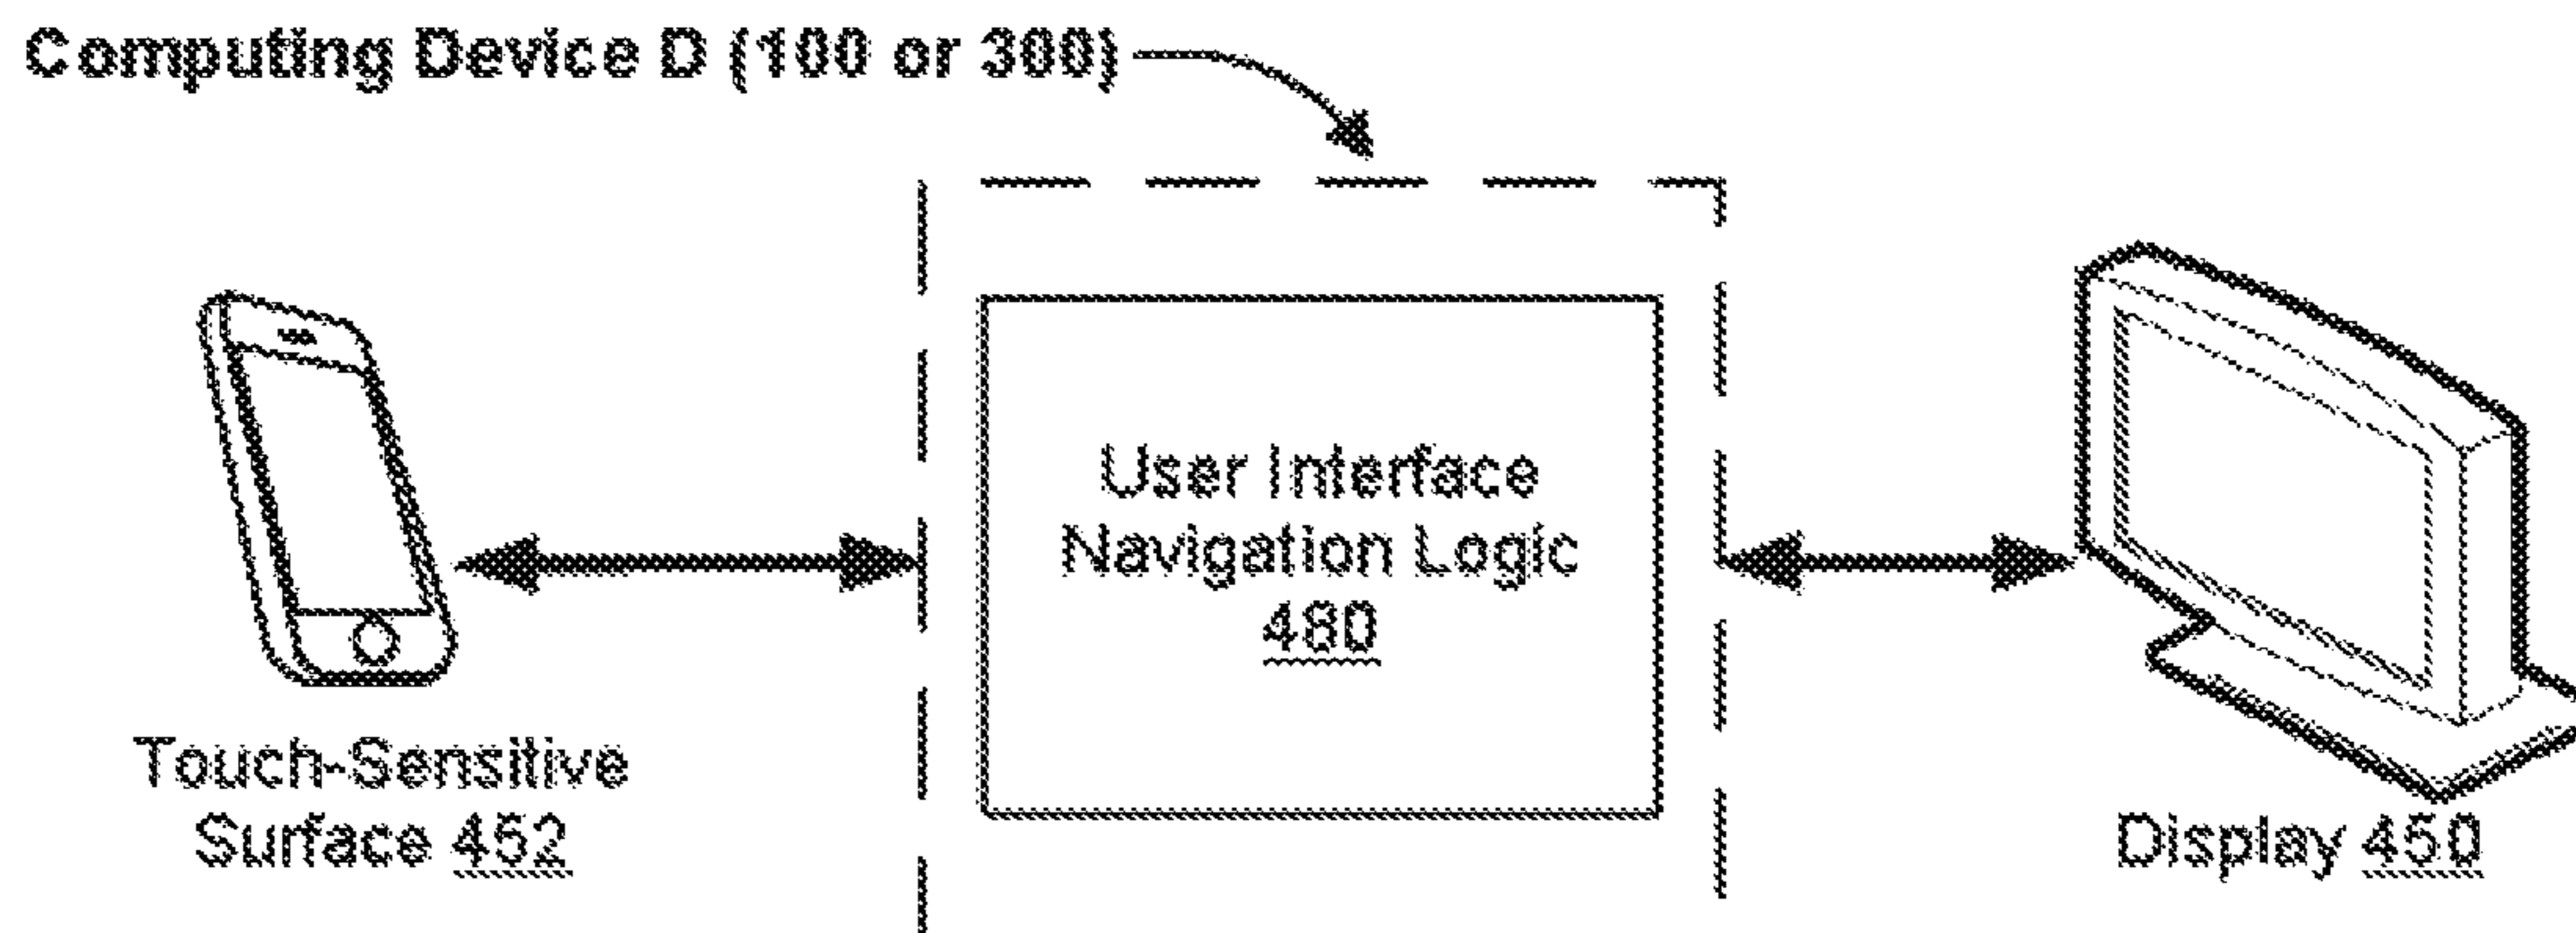 Computing Device D (100 or 300)
User Interface
Navigation Logic
480
Touch-Sensitive
Surface 452
Display 450